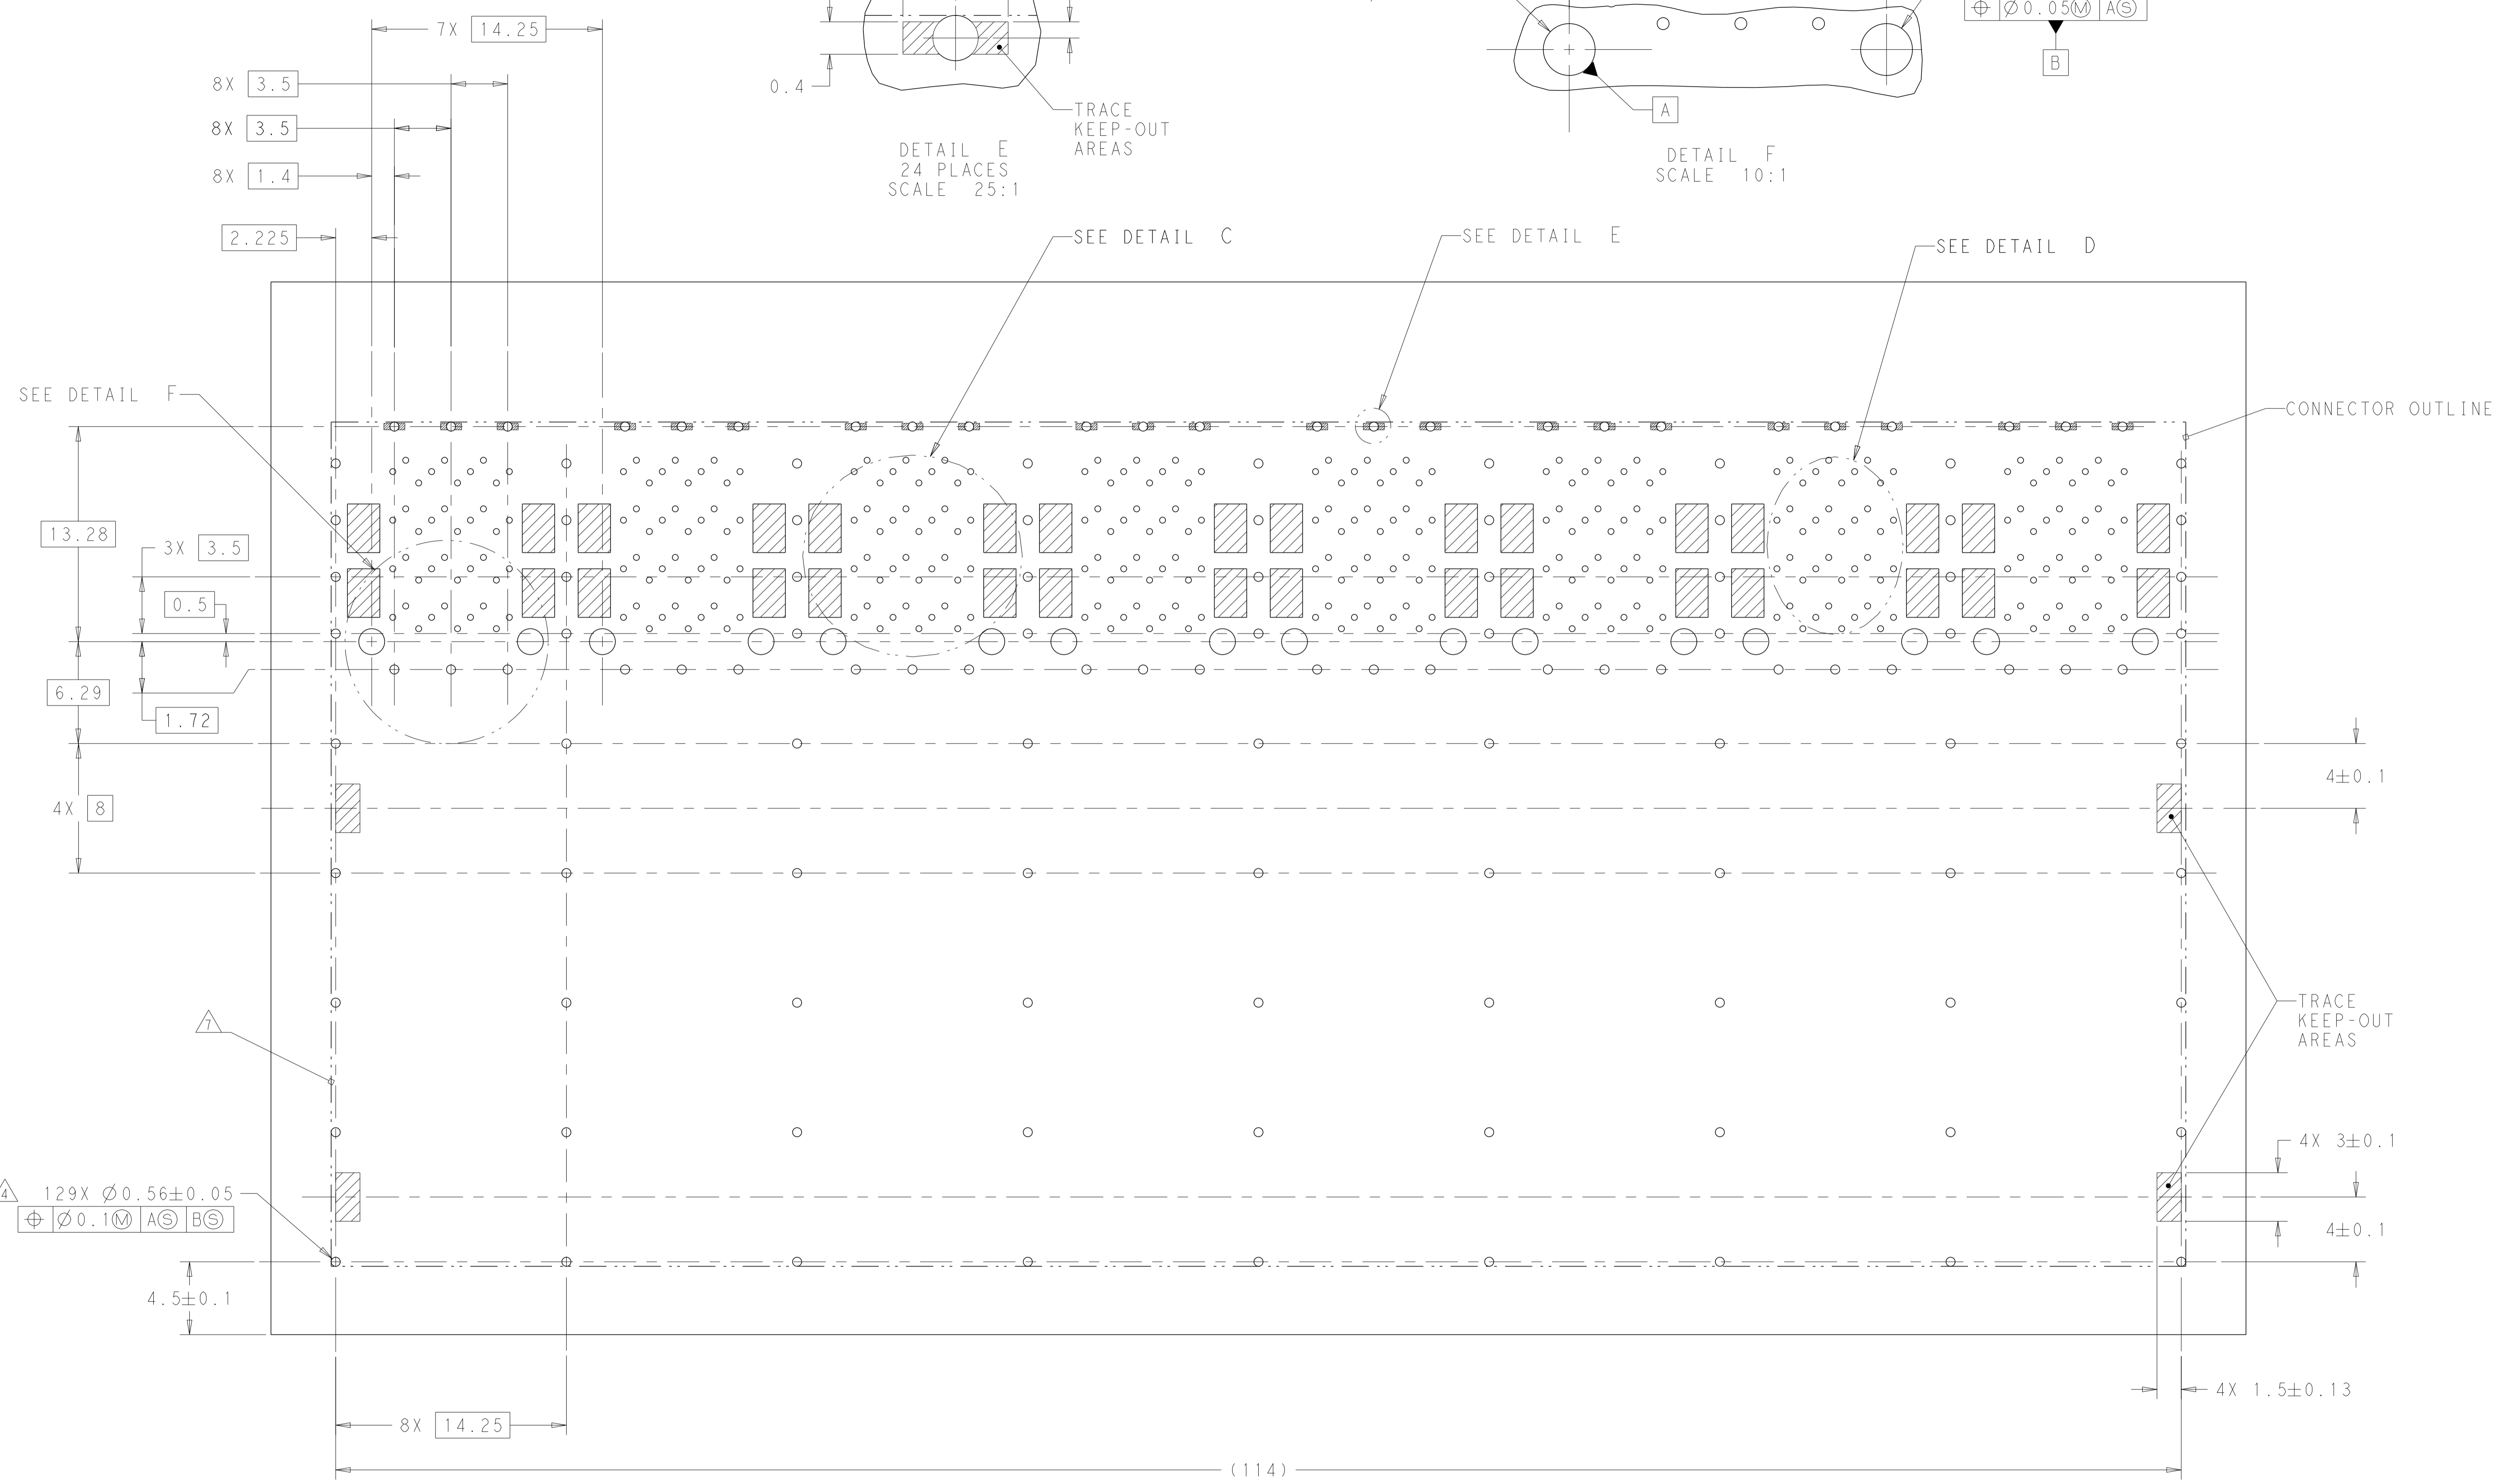 7X 14.25
8X 3.5
8X 3.5
8X 1.4
2.225
0.4
TRACE
KEEP-OUT
AREAS
DETAIL E
24 PLACES
SCALE 25:1
A
DETAIL F
SCALE 10:1
⌖ ⌀0.05Ⓜ AⓈ
B
SEE DETAIL C
SEE DETAIL E
SEE DETAIL D
SEE DETAIL F
CONNECTOR OUTLINE
13.28
3X 3.5
0.5
6.29
1.72
4X 8
4±0.1
7
TRACE
KEEP-OUT
AREAS
4X 3±0.1
4 129X ⌀0.56±0.05
⌖ ⌀0.1Ⓜ AⓈ BⓈ
4±0.1
4.5±0.1
4X 1.5±0.13
8X 14.25
(114)